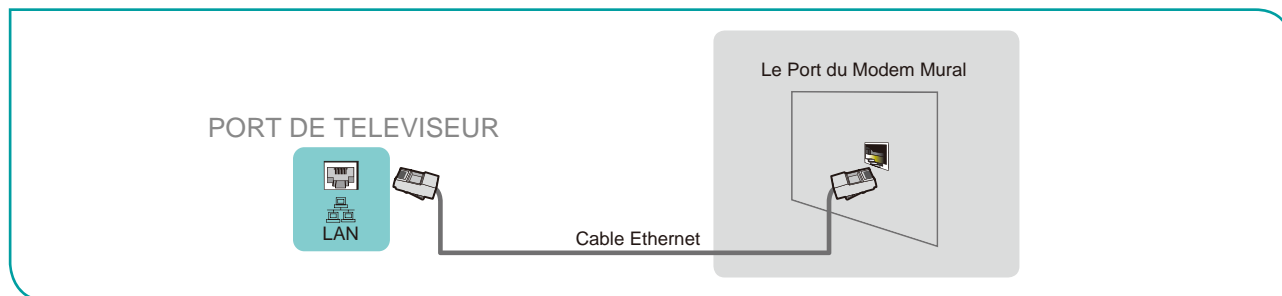 Le Port du Modem Mural
PORT DE TELEVISEUR
LAN
Cable Ethernet